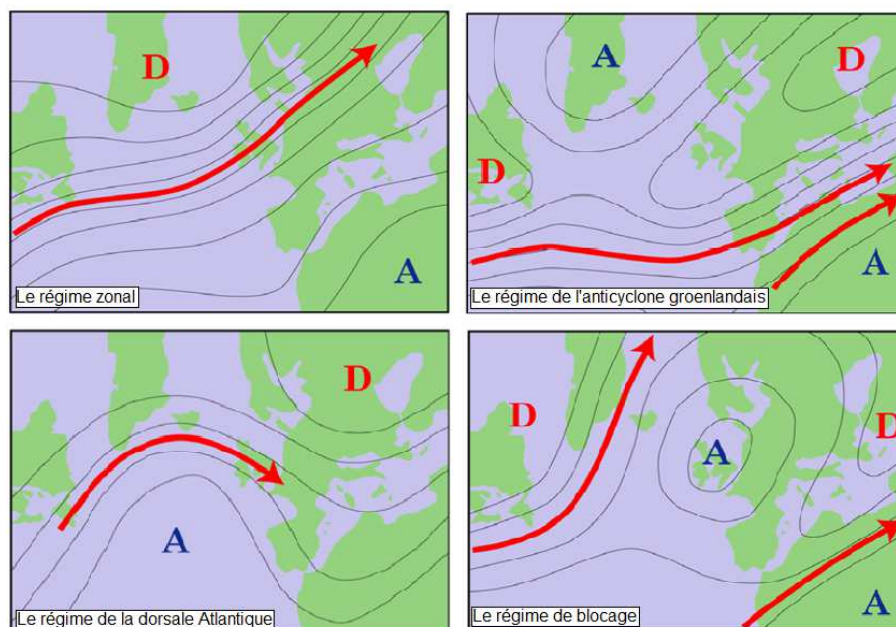 D
A
Le régime zonal
A
D
D
A
Le régime de l'anticyclone groenlandais
D
A
Le régime de la dorsale Atlantique
D
A
D
A
Le régime de blocage